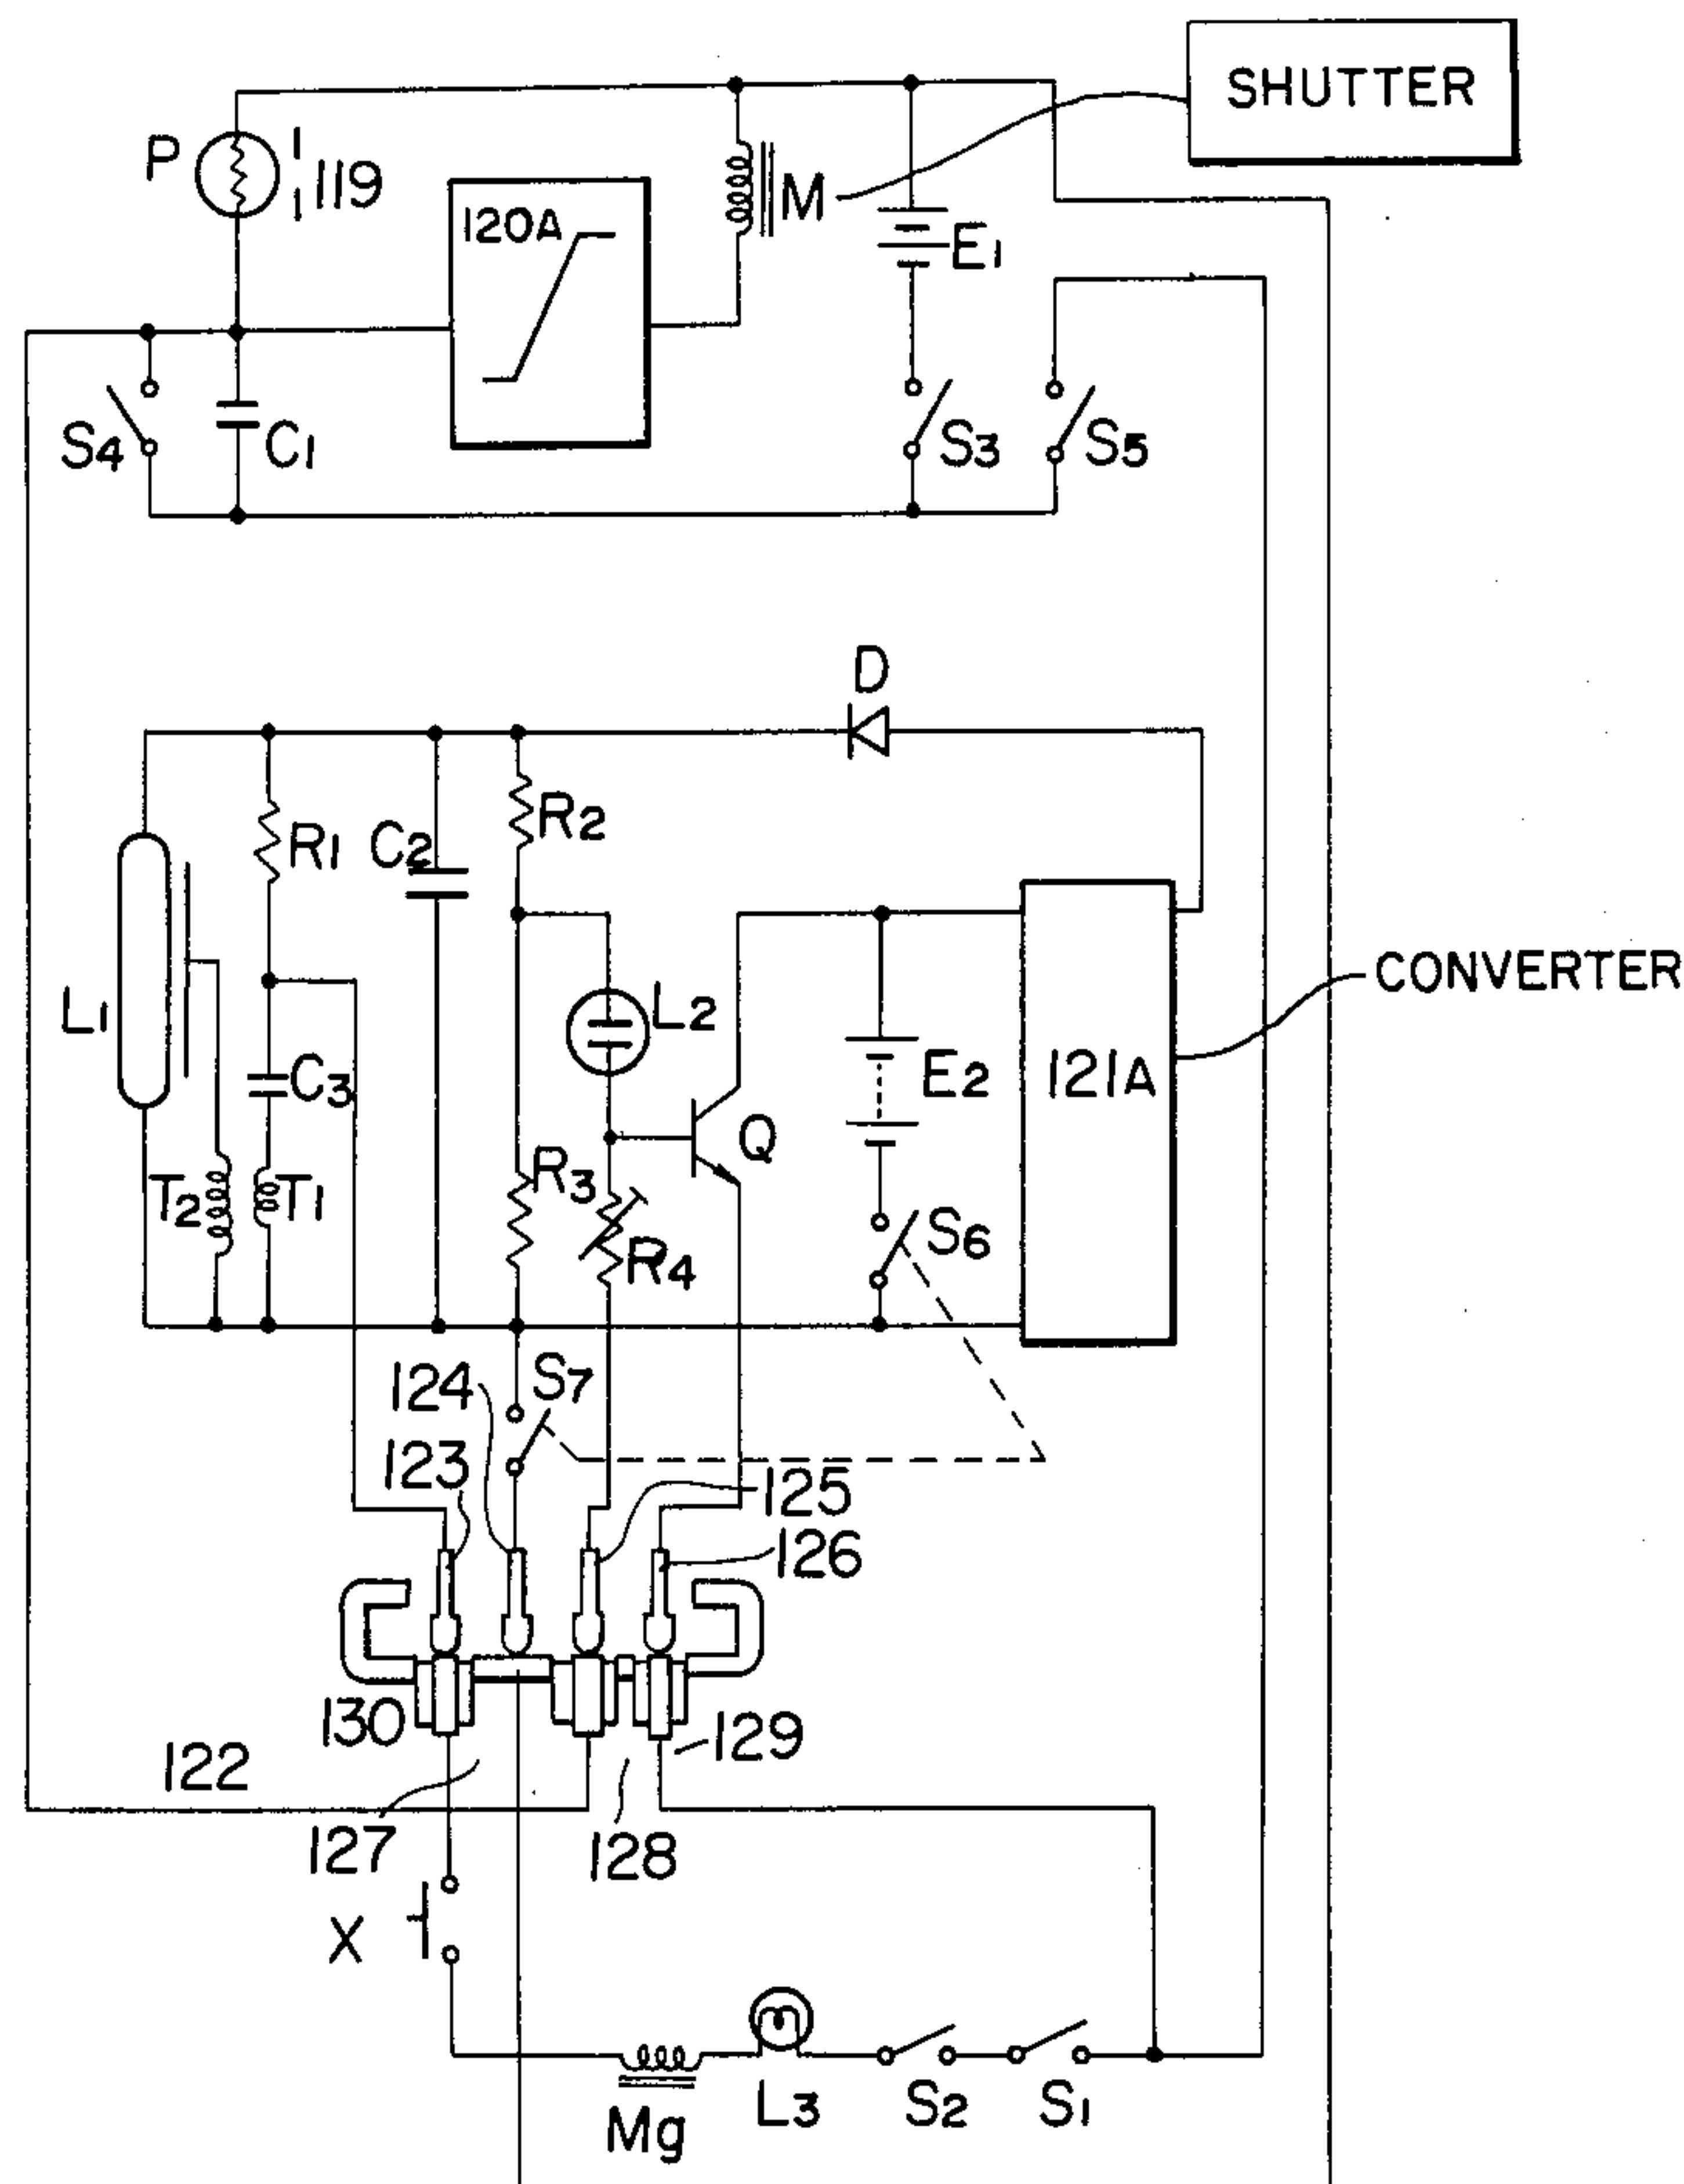 SHUTTER
P
119
120A
M
E1
S4
C1
S3
S5
D
R1
C2
R2
L1
C3
L2
E2
121A
CONVERTER
Q
T2
T1
R3
R4
S6
124
S7
123
125
126
130
129
122
127
128
X
L3
S2
S1
Mg